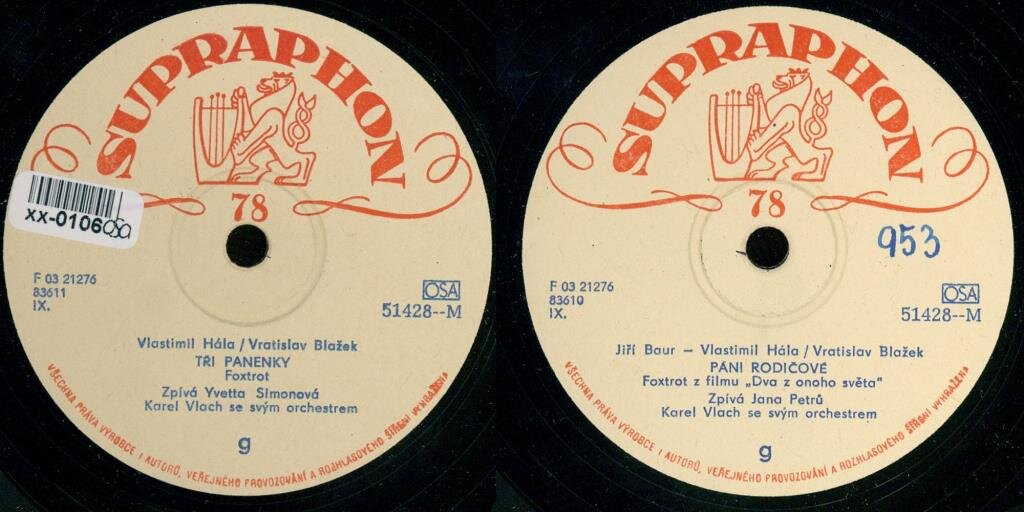 SUPRAPHON
78
xx-0106
F 03 21276
83611
IX.
OSA
51428--M
Vlastimil Hála / Vratislav Blažek
TŘI PANENKY
Foxtrot
Zpívá Yvetta Simonová
Karel Vlach se svým orchestrem
g
VŠECHNA PRÁVA VÝROBCE I AUTORŮ, VEŘEJNÉHO PROVOZOVÁNÍ A ROZHLASOVÉHO ŠÍŘENÍ VYHRAŽENA
SUPRAPHON
78
953
F 03 21276
83610
IX.
OSA
51428--M
Jiří Baur – Vlastimil Hála / Vratislav Blažek
PÁNI RODIČOVÉ
Foxtrot z filmu „Dva z onoho světa"
Zpívá Jana Petrů
Karel Vlach se svým orchestrem
g
VŠECHNA PRÁVA VÝROBCE I AUTORŮ, VEŘEJNÉHO PROVOZOVÁNÍ A ROZHLASOVÉHO ŠÍŘENÍ VYHRAŽENA